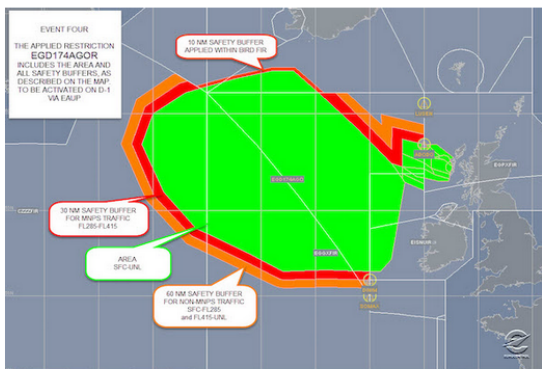 EVENT FOUR
THE APPLIED RESTRICTION
EGD174AGOR
INCLUDES THE AREA AND
ALL SAFETY BUFFERS, AS
DESCRIBED ON THE MAP.
TO BE ACTIVATED ON D-1
VIA EAUP
10 NM SAFETY BUFFER
APPLIED WITHIN BIRD FIR
EGD174AGO
30 NM SAFETY BUFFER
FOR MNPS TRAFFIC
FL285-FL415
AREA
SFC-UNL
60 NM SAFETY BUFFER
FOR NON-MNPS TRAFFIC
SFC-FL285
and FL415-UNL